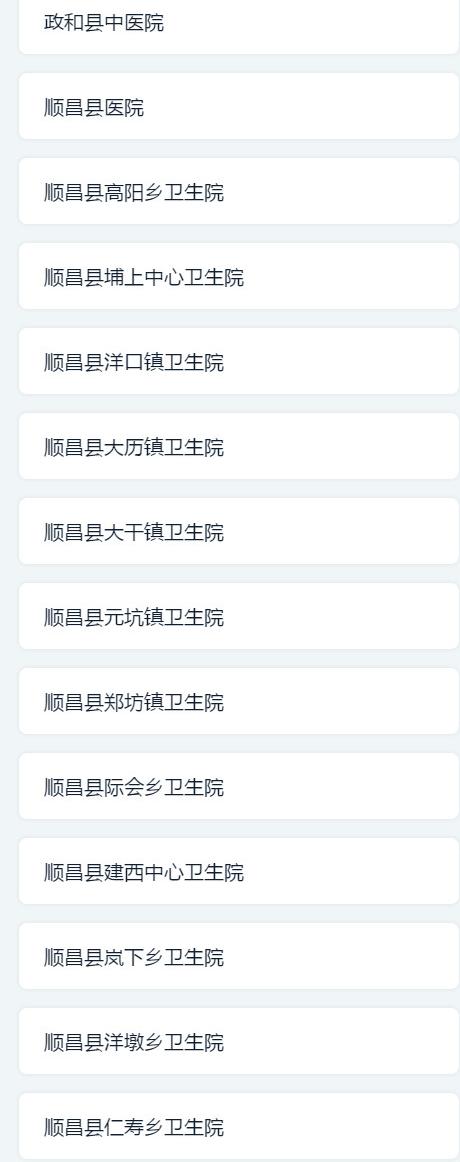 政和县中医院
顺昌县医院
顺昌县高阳乡卫生院
顺昌县埔上中心卫生院
顺昌县洋口镇卫生院
顺昌县大历镇卫生院
顺昌县大干镇卫生院
顺昌县元坑镇卫生院
顺昌县郑坊镇卫生院
顺昌县际会乡卫生院
顺昌县建西中心卫生院
顺昌县岚下乡卫生院
顺昌县洋墩乡卫生院
顺昌县仁寿乡卫生院